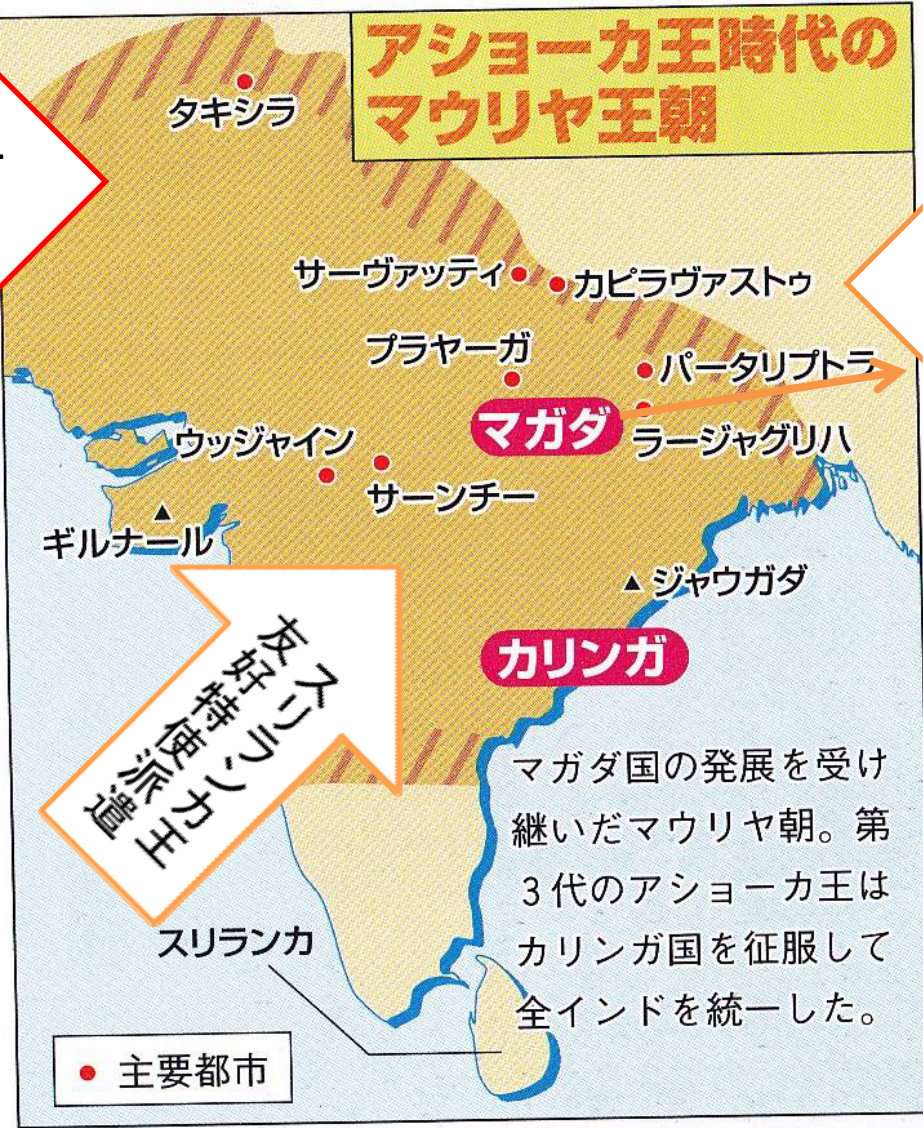 アショーカ王時代の
マウリヤ王朝
タキシラ
サーヴァッティ
カピラヴァストゥ
プラヤーガ
パータリプトラ
マガダ
ラージャグリハ
ウッジャイン
サーンチー
ギルナール
ジャウガダ
カリンガ
スリランカ王
友好特使派遣
マガダ国の発展を受け
継いだマウリヤ朝。第
3代のアショーカ王は
カリンガ国を征服して
全インドを統一した。
スリランカ
主要都市